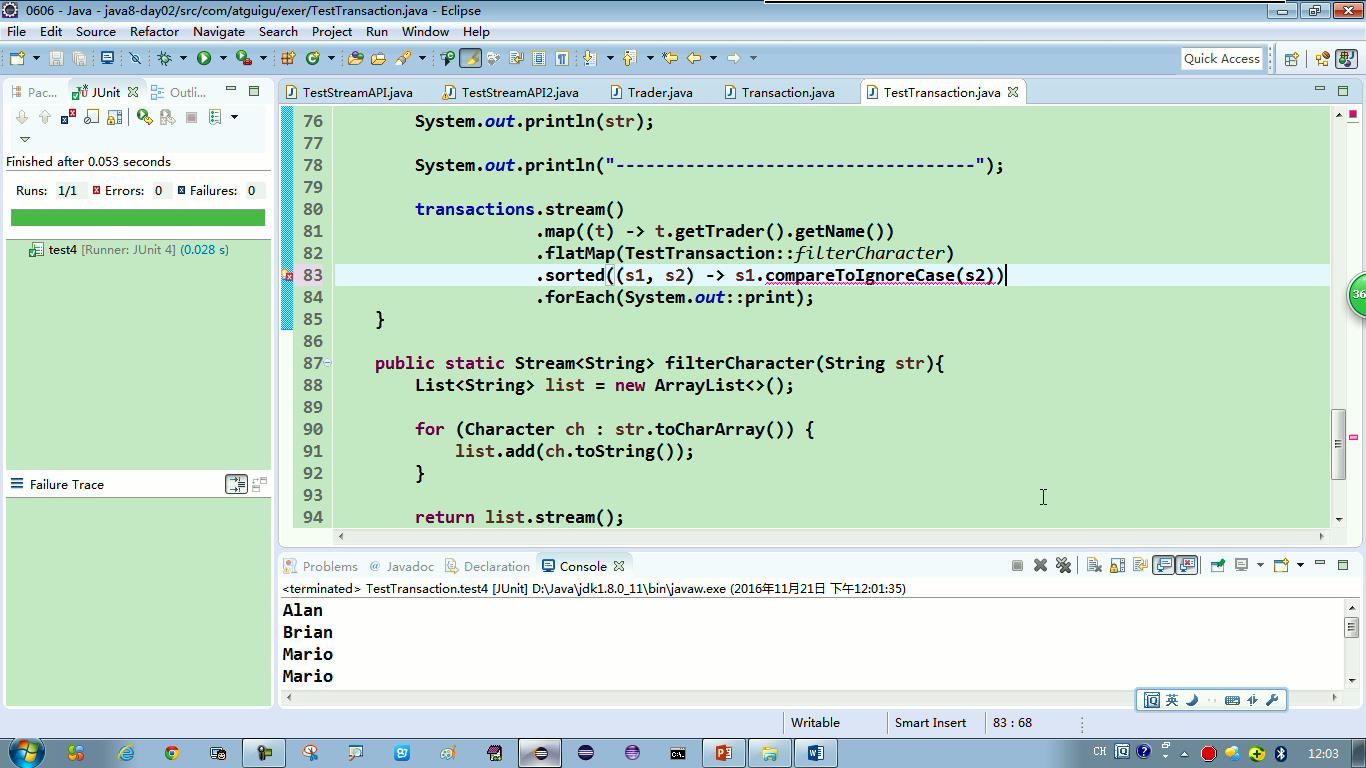 0606 - Java - java8-day02/src/com/atguigu/exer/TestTransaction.java - Eclipse
File Edit Source Refactor Navigate Search Project Run Window Help
Quick Access
Pac... JUnit Outli...
TestStreamAPI.java TestStreamAPI2.java Trader.java Transaction.java TestTransaction.java
Finished after 0.053 seconds
Runs: 1/1 Errors: 0 Failures: 0
test4 [Runner: JUnit 4] (0.028 s)
Failure Trace
76 System.out.println(str);
77
78 System.out.println("------------------------------------");
79
80 transactions.stream()
81 .map((t) -> t.getTrader().getName())
82 .flatMap(TestTransaction::filterCharacter)
83 .sorted((s1, s2) -> s1.compareToIgnoreCase(s2))
84 .forEach(System.out::print);
85 }
86
87 public static Stream<String> filterCharacter(String str){
88 List<String> list = new ArrayList<>();
89
90 for (Character ch : str.toCharArray()) {
91 list.add(ch.toString());
92 }
93
94 return list.stream();
36
Problems @ Javadoc Declaration Console
<terminated> TestTransaction.test4 [JUnit] D:\Java\jdk1.8.0_11\bin\javaw.exe (2016年11月21日 下午12:01:35)
Alan
Brian
Mario
Mario
英
Writable Smart Insert 83 : 68
CH 12:03